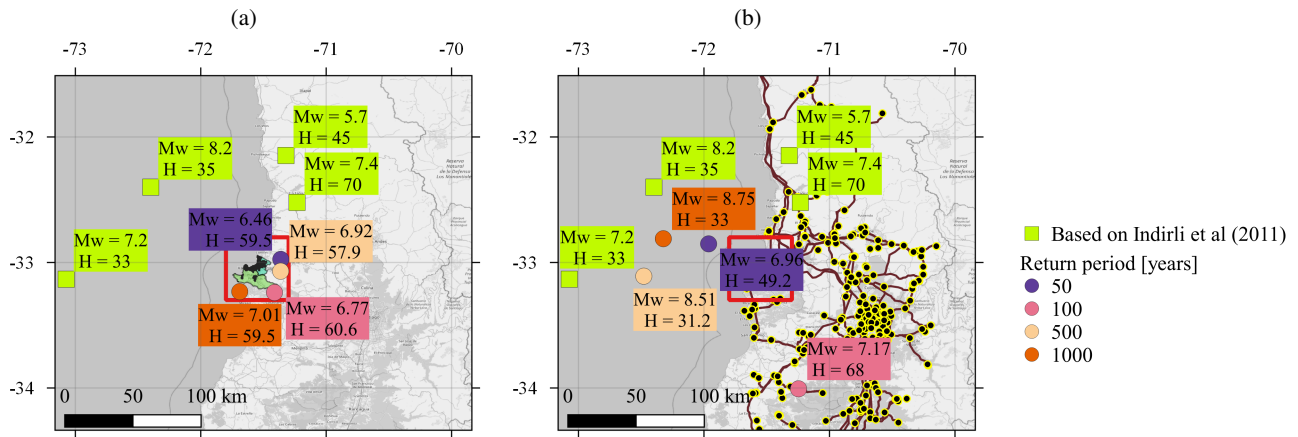 (a)
(b)
-73 -72 -71 -70
-73 -72 -71 -70
-32
-33
-34
-32
-33
-34
Mw = 5.7
H = 45
Mw = 8.2
H = 35
Mw = 7.4
H = 70
Mw = 6.46
H = 59.5
Mw = 6.92
H = 57.9
Mw = 7.2
H = 33
Mw = 7.01
H = 59.5
Mw = 6.77
H = 60.6
0 50 100 km
Mw = 5.7
H = 45
Mw = 8.2
H = 35
Mw = 7.4
H = 70
Mw = 8.75
H = 33
Mw = 7.2
H = 33
Mw = 6.96
H = 49.2
Mw = 8.51
H = 31.2
Mw = 7.17
H = 68
0 50 100 km
Based on Indirli et al (2011)
Return period [years]
50
100
500
1000